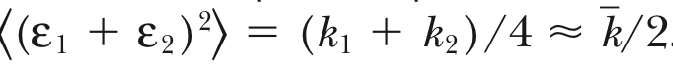 ⟨(ε₁ + ε₂)²⟩ = (k₁ + k₂)/4 ≈ k̅/2.